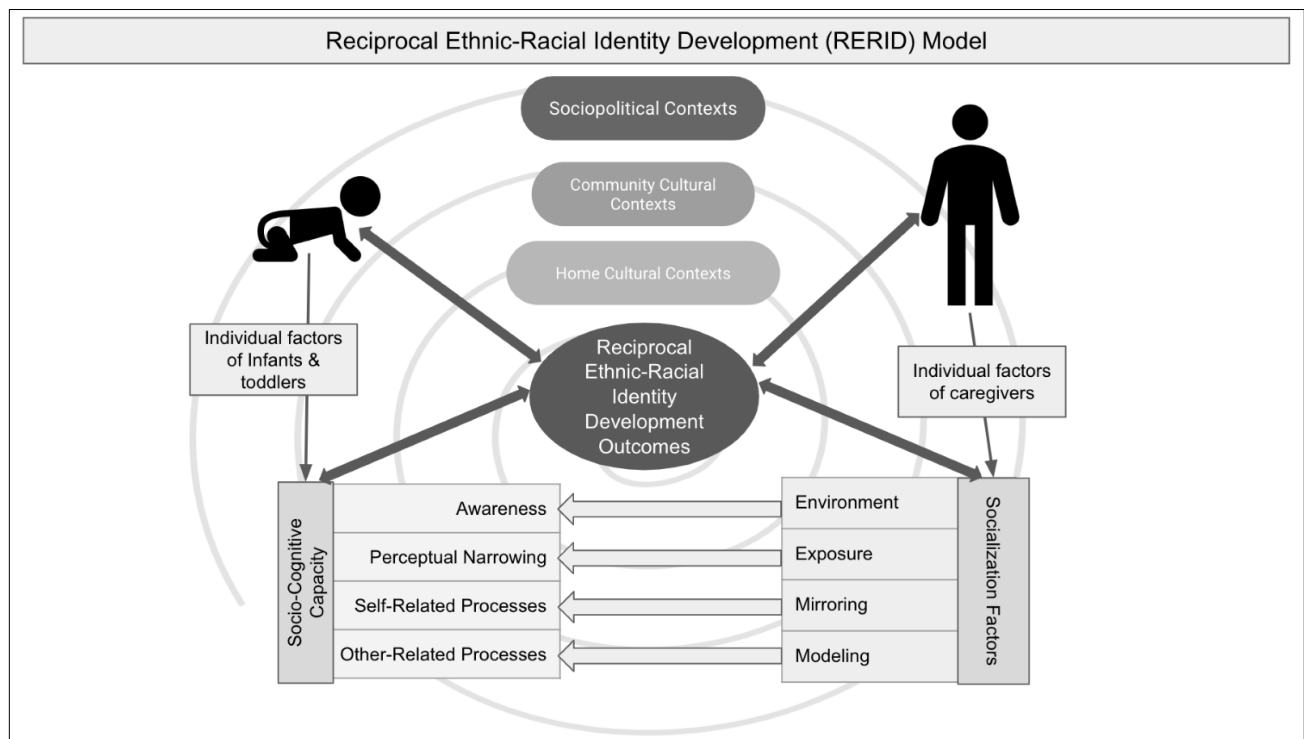 Reciprocal Ethnic-Racial Identity Development (RERID) Model
Sociopolitical Contexts
Community Cultural
Contexts
Home Cultural Contexts
Individual factors
of Infants &
toddlers
Reciprocal
Ethnic-Racial
Identity
Development
Outcomes
Individual factors
of caregivers
Socio-Cognitive
Capacity
Awareness
Perceptual Narrowing
Self-Related Processes
Other-Related Processes
Environment
Exposure
Mirroring
Modeling
Socialization Factors